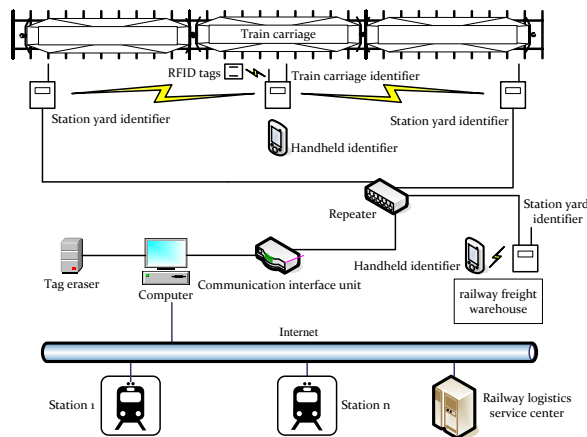 Train carriage
RFID tags
Train carriage identifier
Station yard identifier
Station yard identifier
Handheld identifier
Station yard
identifier
Repeater
Handheld identifier
Tag eraser
Computer
Communication interface unit
railway freight
warehouse
Internet
Station 1
Station n
Railway logistics
service center